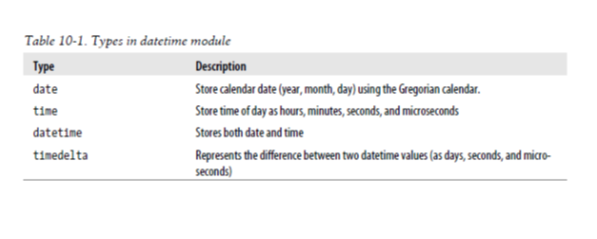 Table 10-1. Types in datetime module
Type Description
date Store calendar date (year, month, day) using the Gregorian calendar.
time Store time of day as hours, minutes, seconds, and microseconds
datetime Stores both date and time
timedelta Represents the difference between two datetime values (as days, seconds, and micro-
seconds)